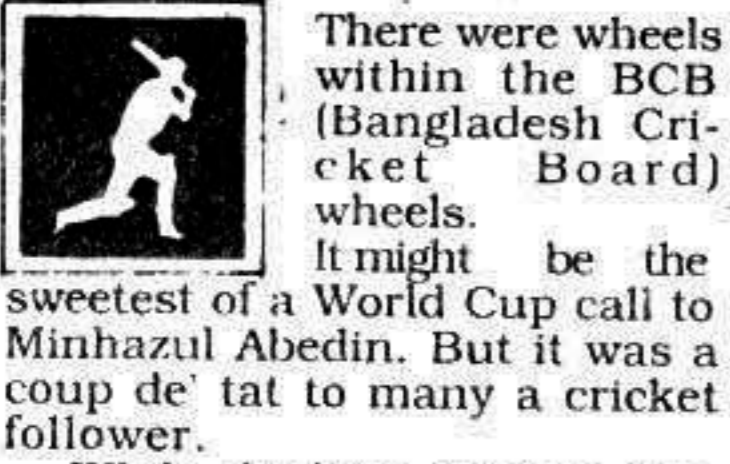 There were wheels
within the BCB
(Bangladesh Cri-
cket Board)
wheels.
It might be the
sweetest of a World Cup call to
Minhazul Abedin. But it was a
coup de' tat to many a cricket
follower.